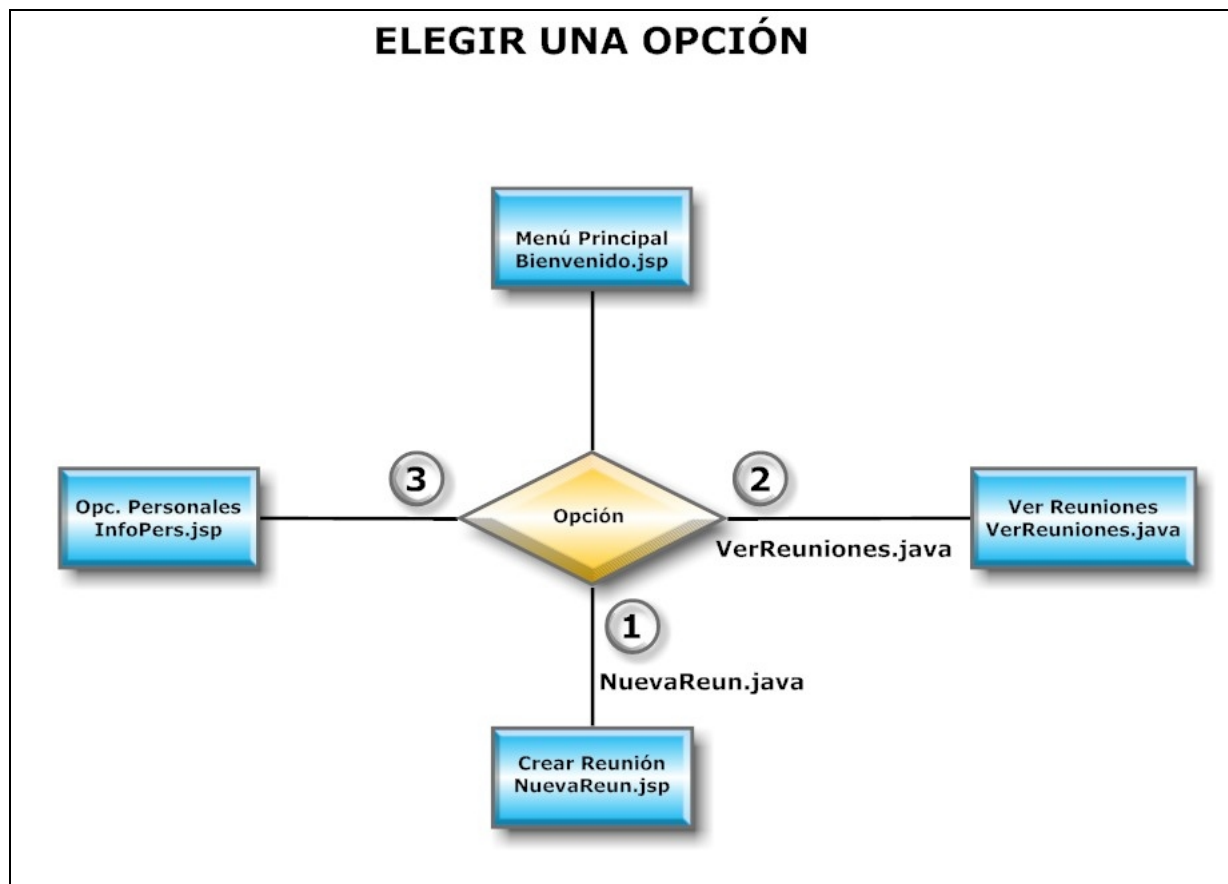 ELEGIR UNA OPCIÓN
Menú Principal
Bienvenido.jsp
3
2
Opc. Personales
InfoPers.jsp
Opción
Ver Reuniones
VerReuniones.java
VerReuniones.java
1
NuevaReun.java
Crear Reunión
NuevaReun.jsp